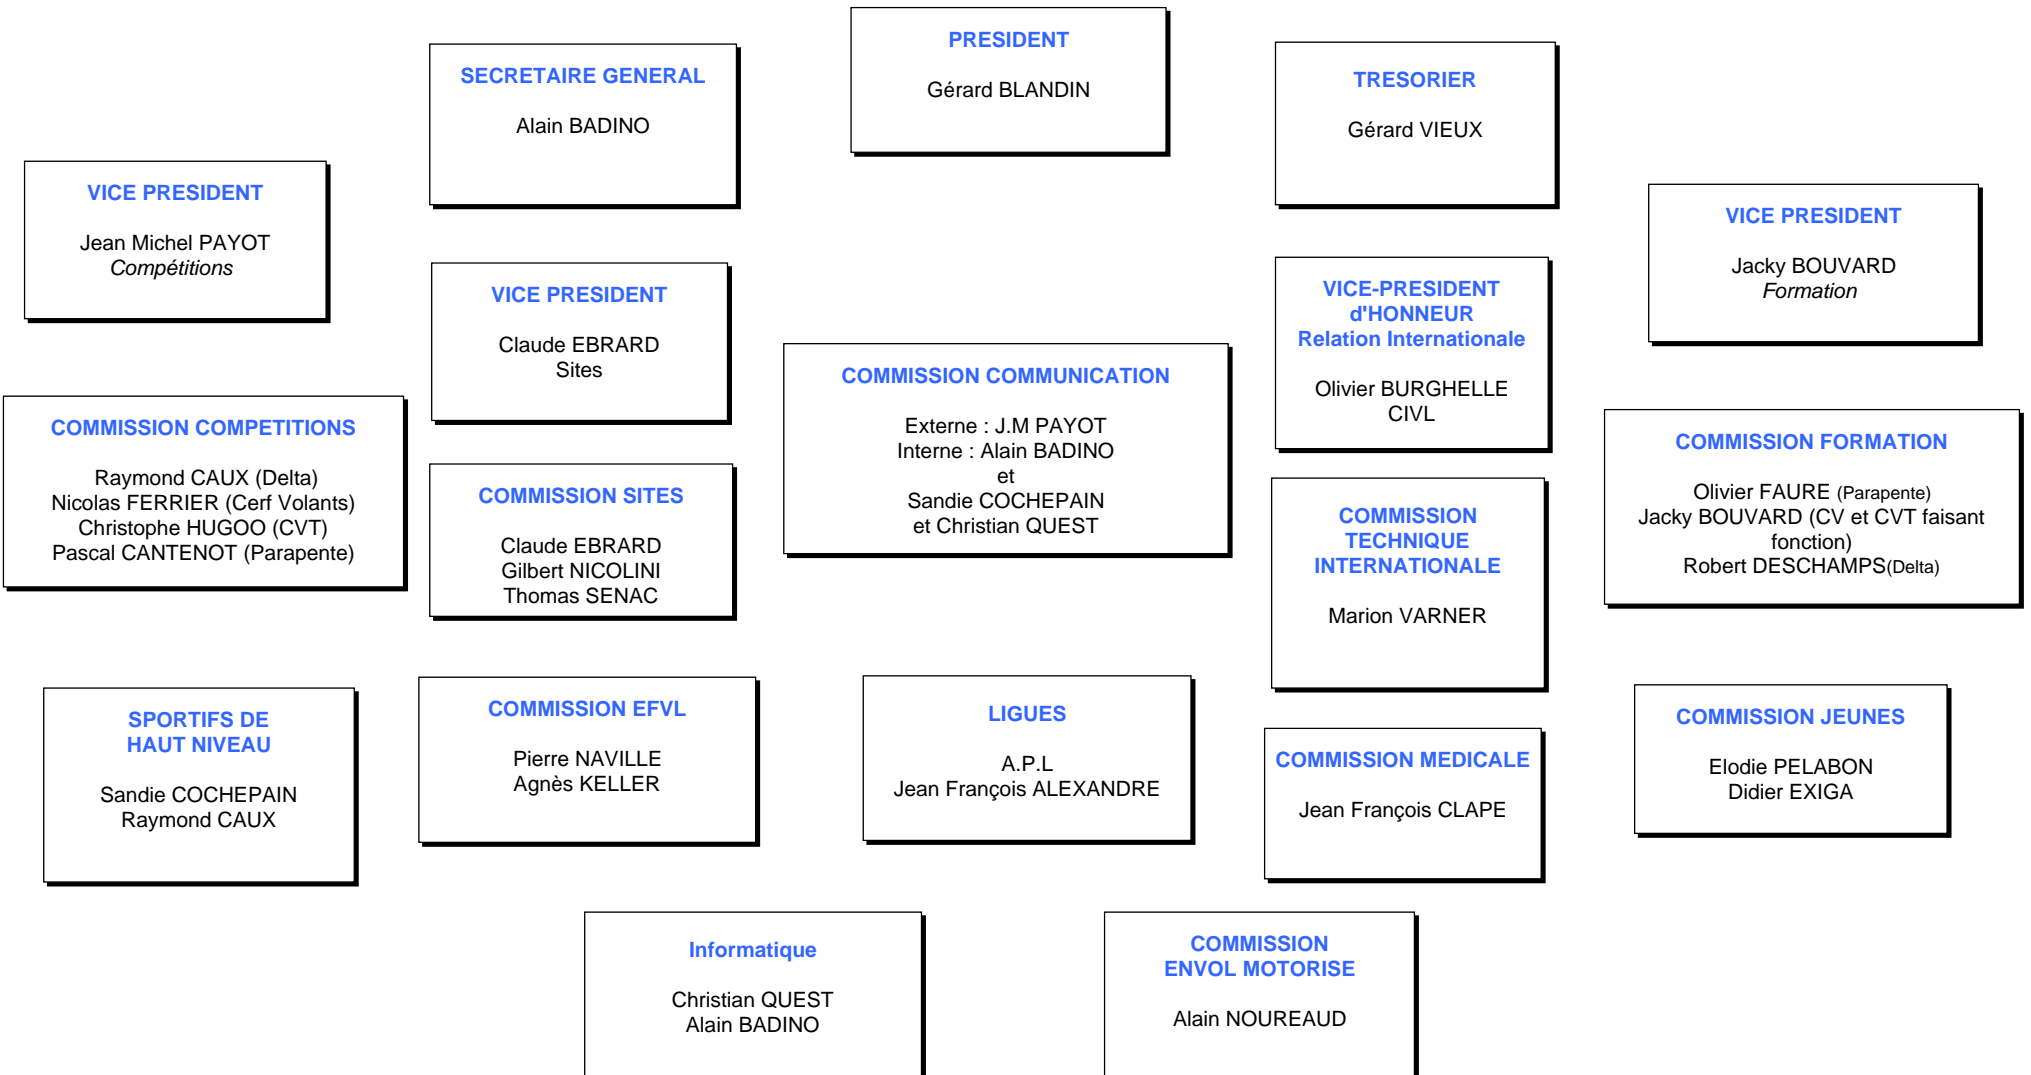 PRESIDENT
Gérard BLANDIN
SECRETAIRE GENERAL
Alain BADINO
TRESORIER
Gérard VIEUX
VICE PRESIDENT
Jean Michel PAYOT
Compétitions
VICE PRESIDENT
Jacky BOUVARD
Formation
VICE PRESIDENT
Claude EBRARD
Sites
VICE-PRESIDENT
d'HONNEUR
Relation Internationale
Olivier BURGHELLE
CIVL
COMMISSION COMMUNICATION
Externe : J.M PAYOT
Interne : Alain BADINO
et
Sandie COCHEPAIN
et Christian QUEST
COMMISSION COMPETITIONS
Raymond CAUX (Delta)
Nicolas FERRIER (Cerf Volants)
Christophe HUGOO (CVT)
Pascal CANTENOT (Parapente)
COMMISSION SITES
Claude EBRARD
Gilbert NICOLINI
Thomas SENAC
COMMISSION
TECHNIQUE
INTERNATIONALE
Marion VARNER
COMMISSION FORMATION
Olivier FAURE (Parapente)
Jacky BOUVARD (CV et CVT faisant
fonction)
Robert DESCHAMPS(Delta)
SPORTIFS DE
HAUT NIVEAU
Sandie COCHEPAIN
Raymond CAUX
COMMISSION EFVL
Pierre NAVILLE
Agnès KELLER
LIGUES
A.P.L
Jean François ALEXANDRE
COMMISSION MEDICALE
Jean François CLAPE
COMMISSION JEUNES
Elodie PELABON
Didier EXIGA
Informatique
Christian QUEST
Alain BADINO
COMMISSION
ENVOL MOTORISE
Alain NOUREAUD